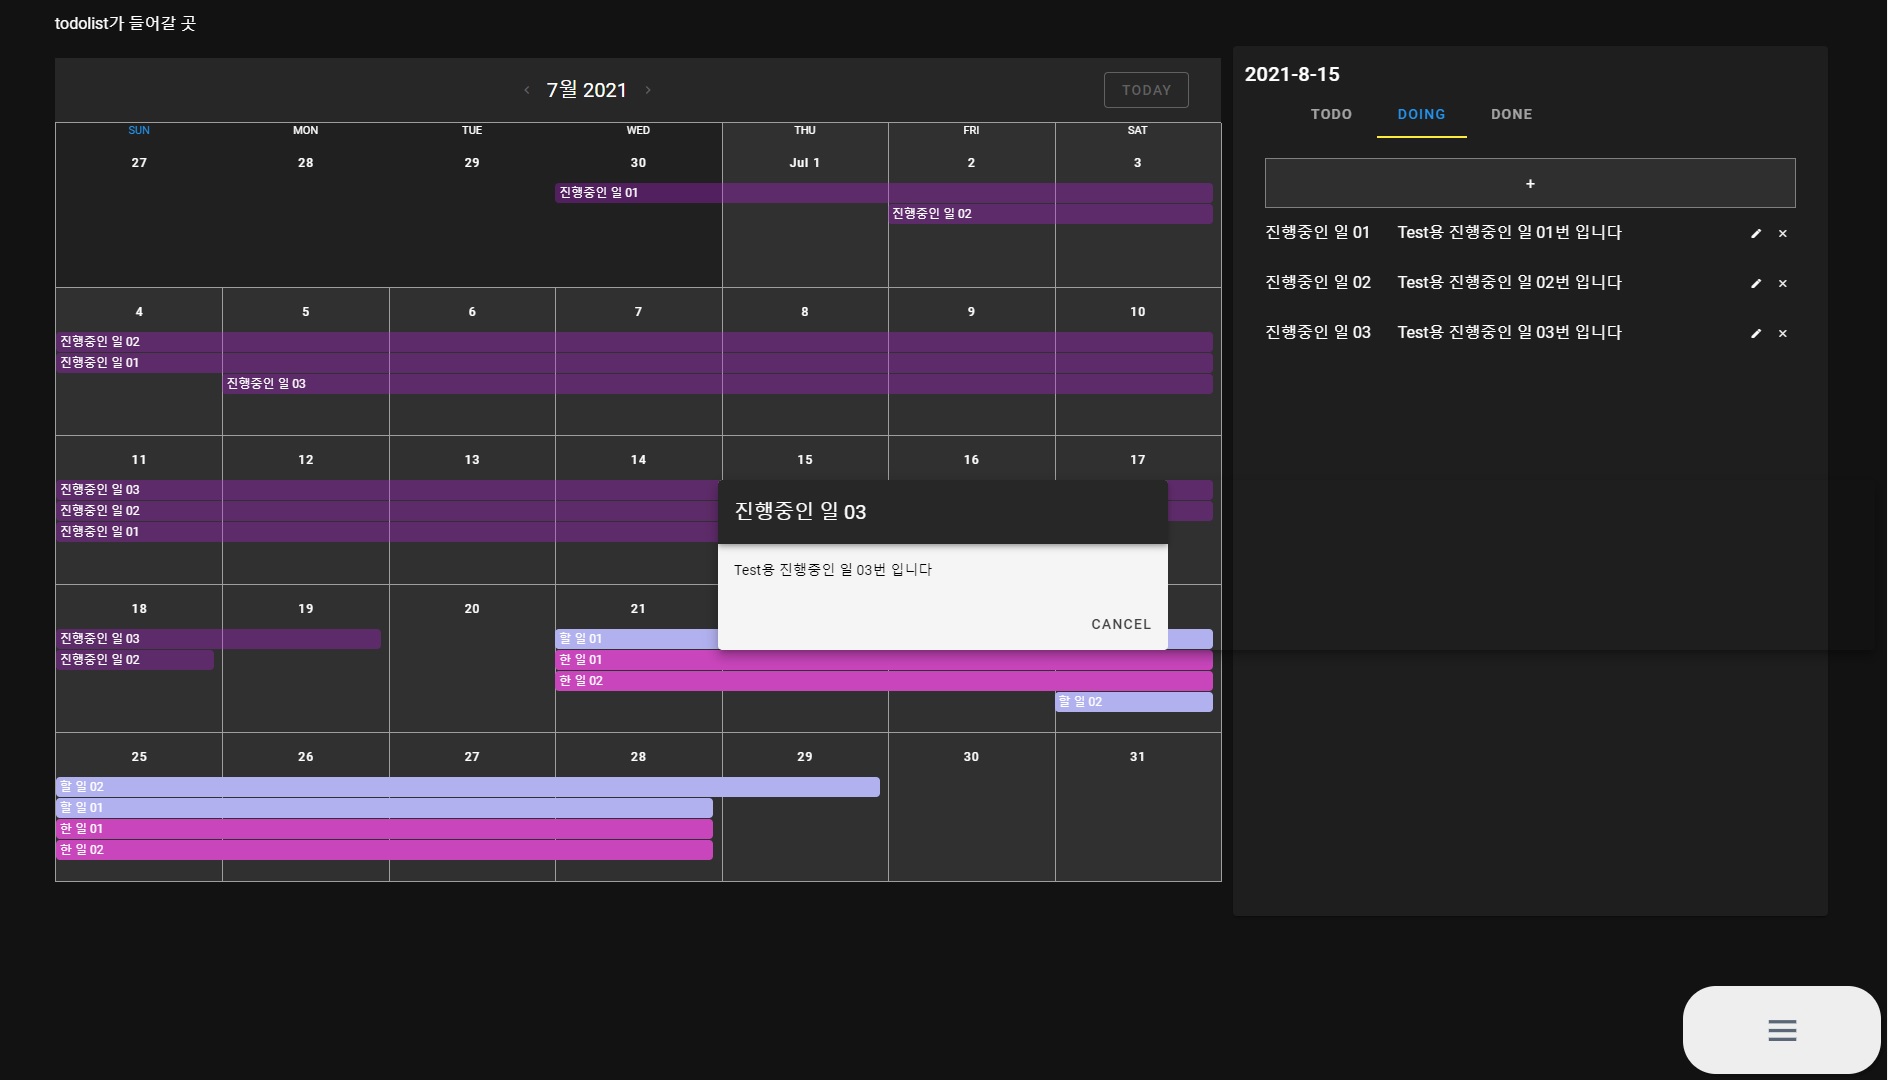 todolist가 들어갈 곳
7월 2021
TODAY
SUN MON TUE WED THU FRI SAT
27 28 29 30 Jul 1 2 3
진행중인 일 01
진행중인 일 02
4 5 6 7 8 9 10
진행중인 일 02
진행중인 일 01
진행중인 일 03
11 12 13 14 15 16 17
진행중인 일 03
진행중인 일 02
진행중인 일 01
18 19 20 21
진행중인 일 03 할 일 01
진행중인 일 02 한 일 01
한 일 02
할 일 02
25 26 27 28 29 30 31
할 일 02
할 일 01
한 일 01
한 일 02
진행중인 일 03
Test용 진행중인 일 03번 입니다
CANCEL
2021-8-15
TODO DOING DONE
+
진행중인 일 01 Test용 진행중인 일 01번 입니다
진행중인 일 02 Test용 진행중인 일 02번 입니다
진행중인 일 03 Test용 진행중인 일 03번 입니다